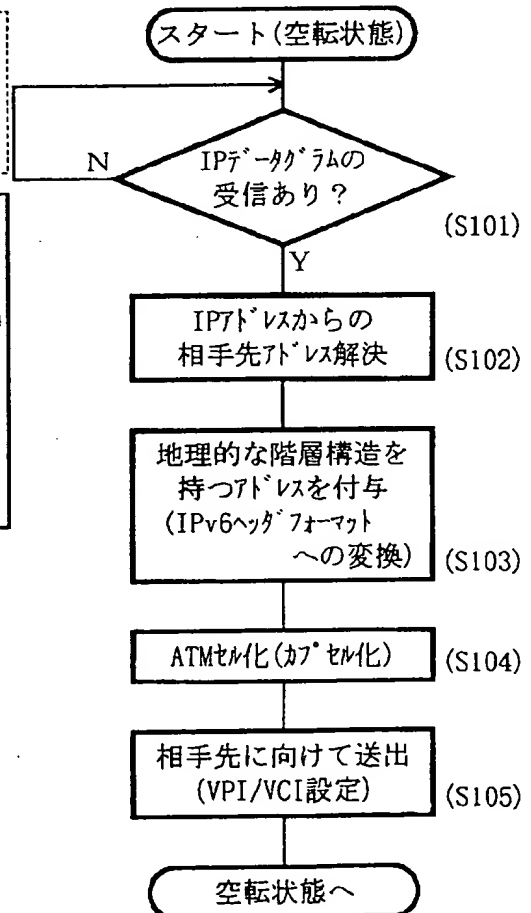 スタート(空転状態)
N
IPﾃﾞｰﾀｸﾞﾗﾑの
受信あり？
(S101)
Y
IPｱﾄﾞﾚｽからの
相手先ｱﾄﾞﾚｽ解決
(S102)
地理的な階層構造を
持つｱﾄﾞﾚｽを付与
(IPv6ﾍｯﾀﾞﾌｫｰﾏｯﾄ
への変換)
(S103)
ATMｾﾙ化(ｶﾌﾟｾﾙ化)
(S104)
相手先に向けて送出
(VPI/VCI設定)
(S105)
空転状態へ